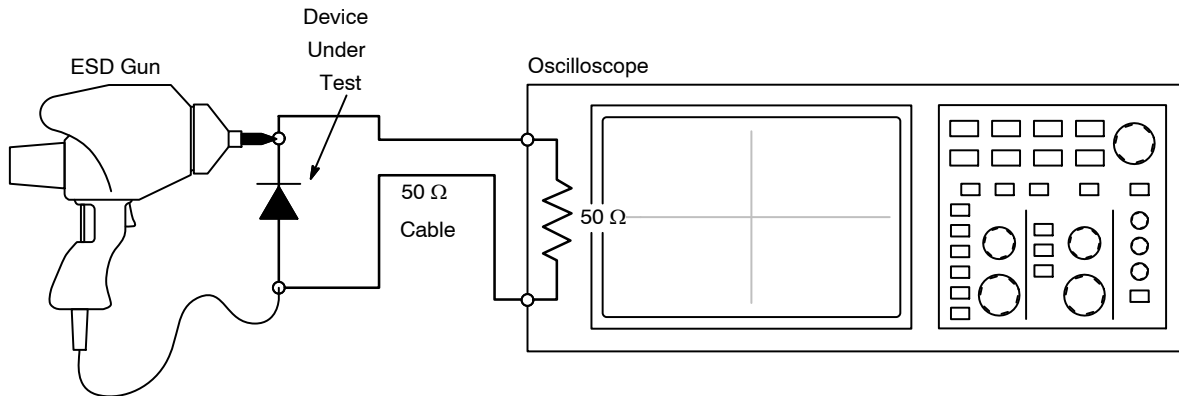 Device
Under
Test
ESD Gun
Oscilloscope
50 Ω
Cable
50 Ω